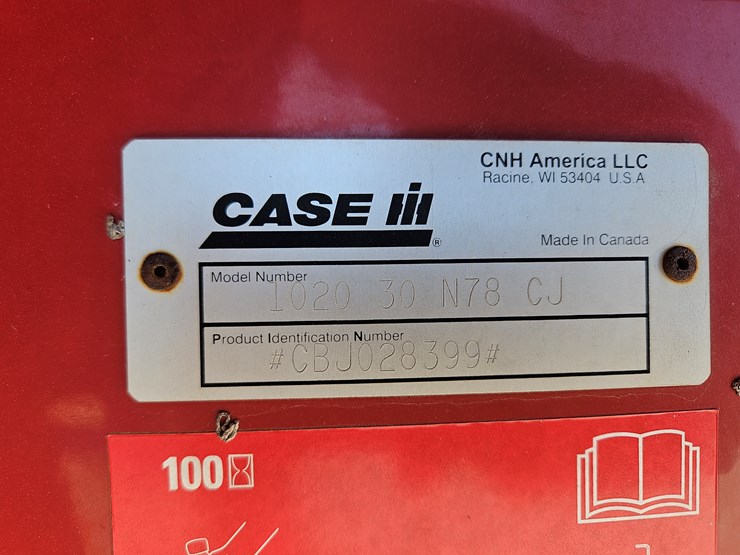 CNH America LLC
Racine, WI 53404 U.S.A
CASE IH
®
Made In Canada
Model Number
1020 30 N78 CJ
Product Identification Number
#CBJ028399#
100